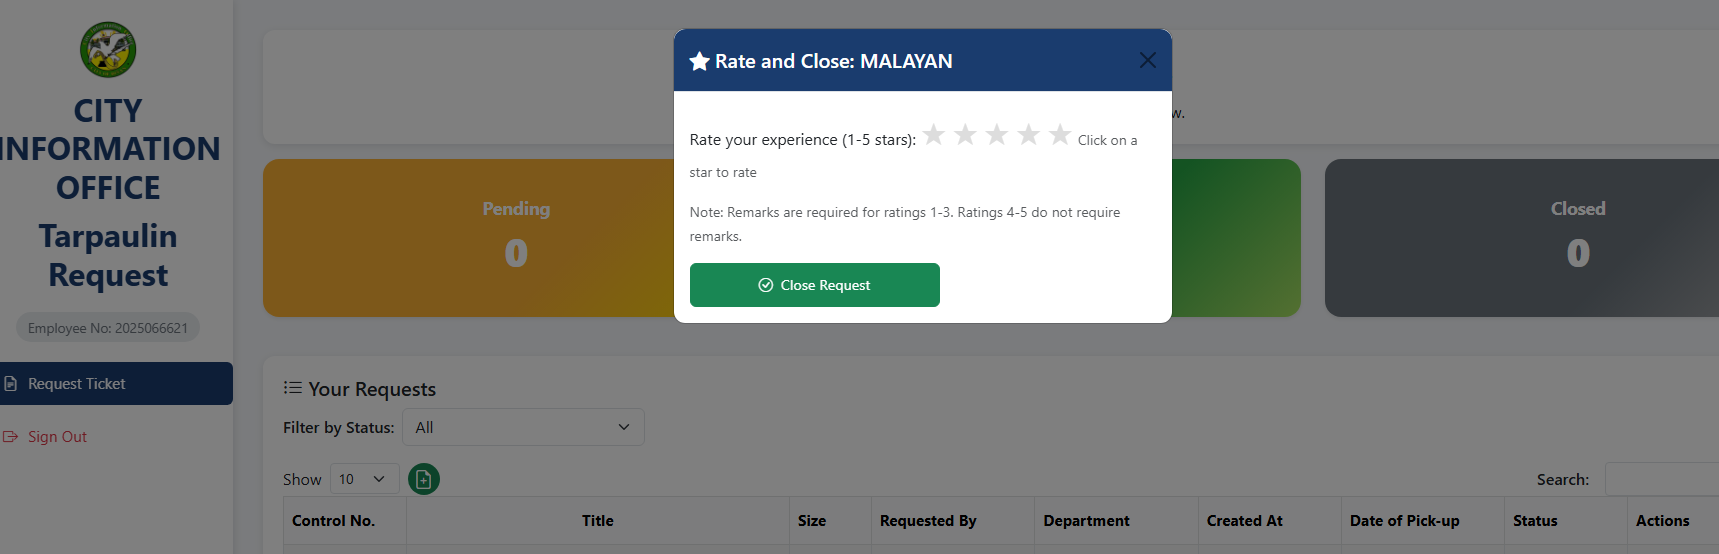 CITY
INFORMATION
OFFICE
Tarpaulin
Request
Employee No: 2025066621
Request Ticket
Sign Out
Rate and Close: MALAYAN
w.
Rate your experience (1-5 stars): Click on a
star to rate
Note: Remarks are required for ratings 1-3. Ratings 4-5 do not require
remarks.
Close Request
Pending
0
Closed
0
Your Requests
Filter by Status: All
Show 10
Search:
Control No. Title Size Requested By Department Created At Date of Pick-up Status Actions